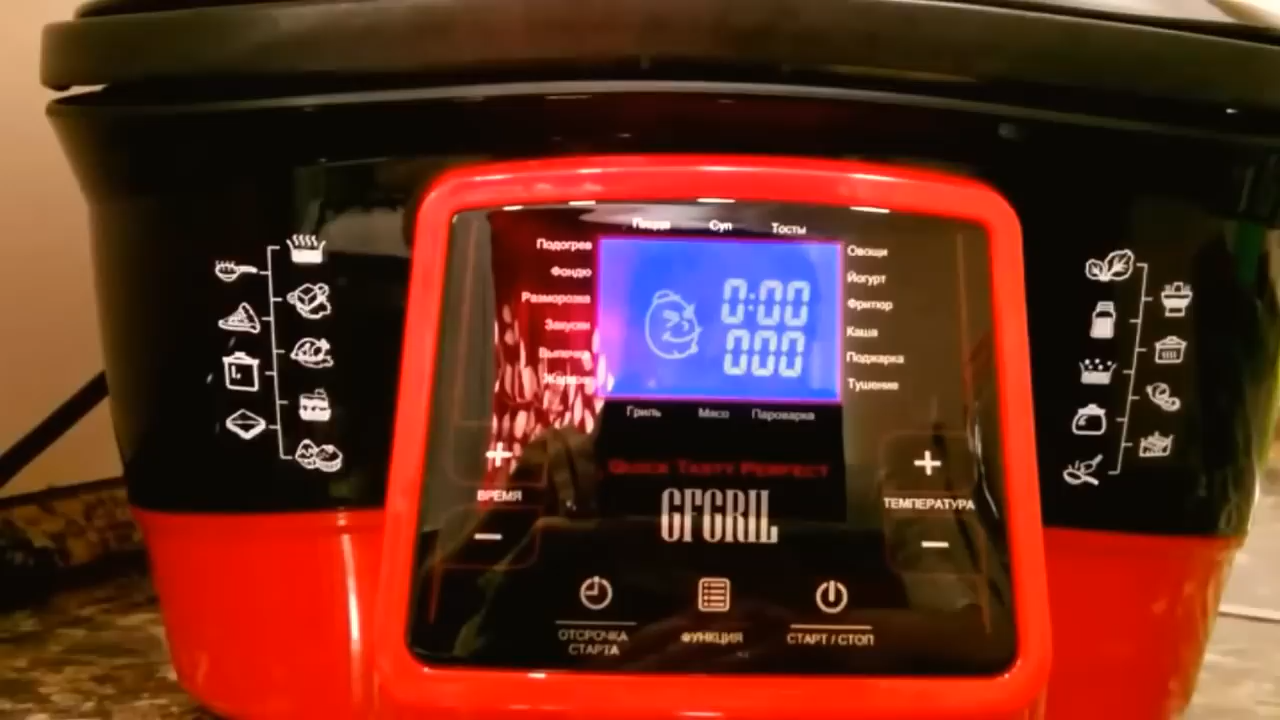 Пицца Суп Тосты
Подогрев
Фондю
Разморозка
Закуски
Выпечка
Жарка
0:00
000
Овощи
Йогурт
Фритюр
Каша
Поджарка
Тушение
Гриль Мясо Пароварка
QUICK TASTY PERFECT
GFGRIL
+
ВРЕМЯ
−
+
ТЕМПЕРАТУРА
−
ОТСРОЧКА
СТАРТА
ФУНКЦИЯ
СТАРТ / СТОП